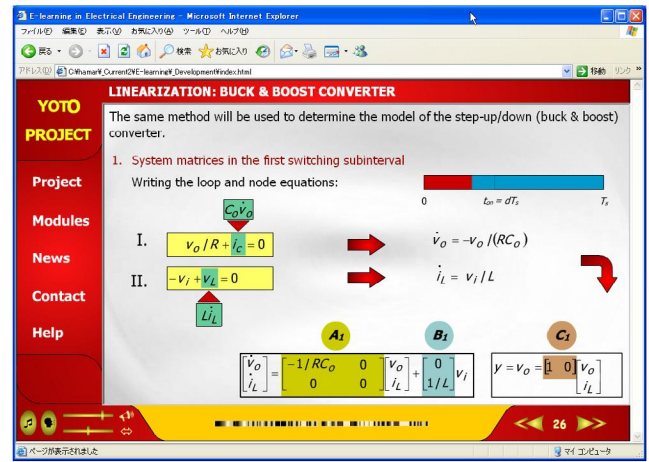 E-learning in Electrical Engineering - Microsoft Internet Explorer
ファイル(F) 編集(E) 表示(V) お気に入り(A) ツール(T) ヘルプ(H)
戻る 検索 お気に入り
アドレス(D) C:¥hamar¥_Current2¥E-learning¥_Development¥index.html 移動 リンク »
YOTO
PROJECT
Project
Modules
News
Contact
Help
LINEARIZATION: BUCK & BOOST CONVERTER
The same method will be used to determine the model of the step-up/down (buck & boost)
converter.
1. System matrices in the first switching subinterval
Writing the loop and node equations:
0 t_on = dT_s T_s
C_o v̇_o
I. v_o / R + i_c = 0 v̇_o = -v_o /(RC_o)
II. -v_i + v_L = 0 i̇_L = v_i / L
L i̇_L
A1 B1 C1
[v̇_o i̇_L] = [-1/RC_o 0 0 0] [v_o i_L] + [0 1/L] v_i y = v_o = [1 0] [v_o i_L]
<< 26 >>
ページが表示されました マイ コンピュータ